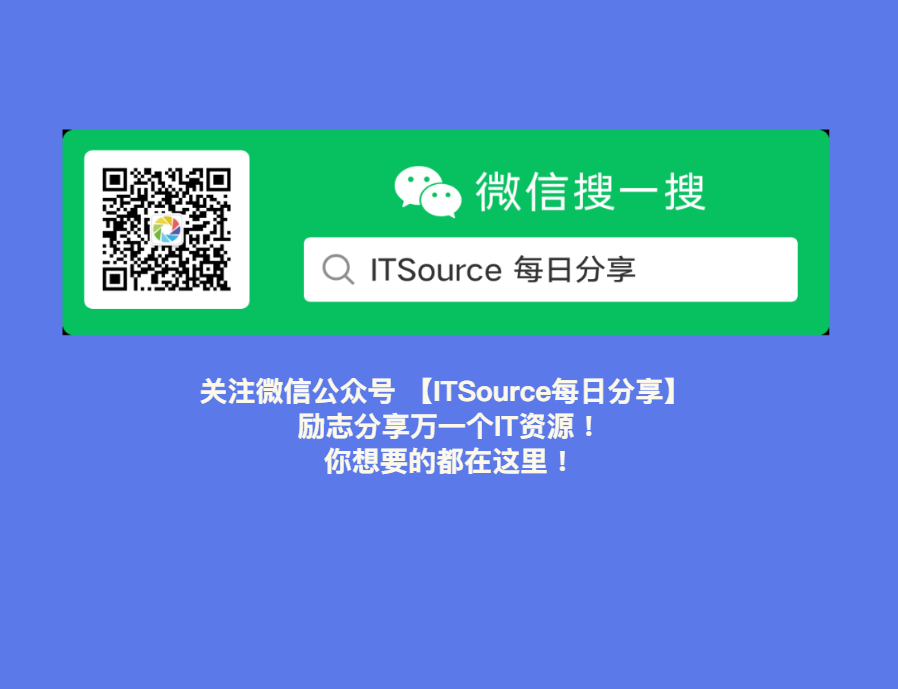 微信搜一搜
ITSource 每日分享
关注微信公众号 【ITSource每日分享】
励志分享万一个IT资源！
你想要的都在这里！